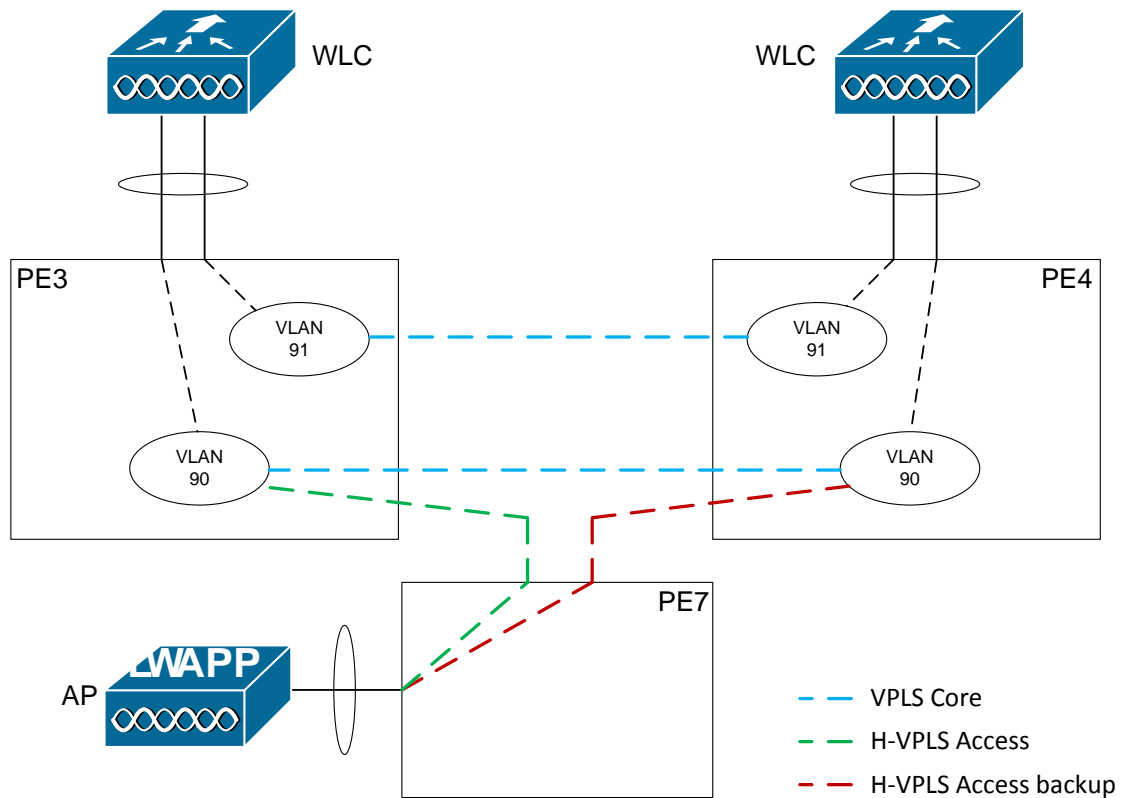 WLC
WLC
PE3
PE4
VLAN
91
VLAN
91
VLAN
90
VLAN
90
PE7
LWAPP
AP
VPLS Core
H-VPLS Access
H-VPLS Access backup